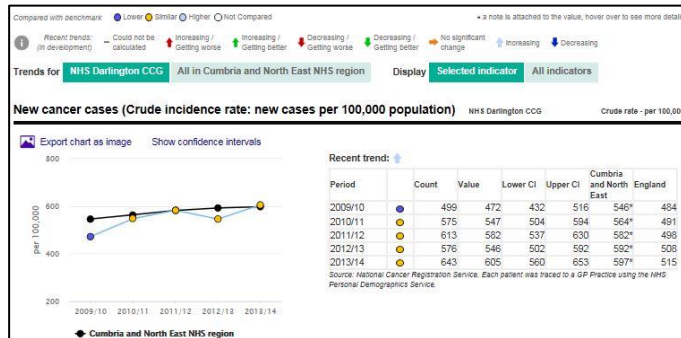 Compared with benchmark Lower Similar Higher Not Compared * a note is attached to the value, hover over to see more
Recent trends: (in development) Could not be calculated Increasing / Getting worse Increasing / Getting better Decreasing / Getting worse Decreasing / Getting better No significant change Increasing Decreasing
Trends for NHS Darlington CCG All in Cumbria and North East NHS region Display Selected indicator All indicators
New cancer cases (Crude incidence rate: new cases per 100,000 population) NHS Darlington CCG Crude rate - per 100,00
Export chart as image Show confidence intervals
800
600
400
200
per 100,000
2009/10 2010/11 2011/12 2012/13 2013/14
Cumbria and North East NHS region
Recent trend:
Period Count Value Lower CI Upper CI Cumbria and North East England
2009/10 499 472 432 516 546* 484
2010/11 575 547 504 594 564* 491
2011/12 613 582 537 630 582* 498
2012/13 576 546 502 592 592* 508
2013/14 643 605 560 653 597* 515
Source: National Cancer Registration Service. Each patient was traced to a GP Practice using the NHS
Personal Demographics Service.